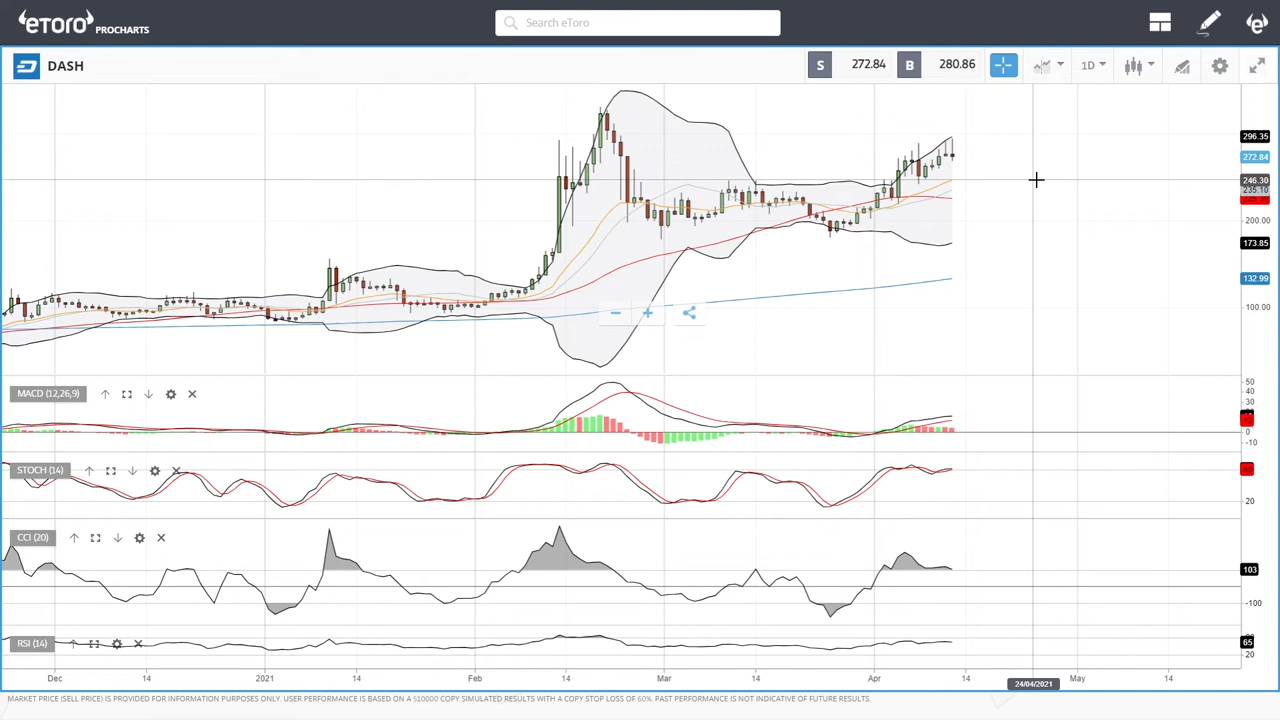 eToro PROCHARTS
Search eToro
DASH
S 272.84 B 280.86 1D
296.35
272.84
246.30
235.10
200.00
173.85
132.99
100.00
MACD (12,26,9)
50
40
30
0
-10
STOCH (14)
20
CCI (20)
103
-100
RSI (14)
65
20
Dec 14 2021 14 Feb 14 Mar 14 Apr 14 24/04/2021 May 14
MARKET PRICE (SELL PRICE) IS PROVIDED FOR INFORMATION PURPOSES ONLY. USER PERFORMANCE IS BASED ON A $10000 COPY SIMULATED RESULTS WITH A COPY STOP LOSS OF 60%. PAST PERFORMANCE IS NOT INDICATIVE OF FUTURE RESULTS.